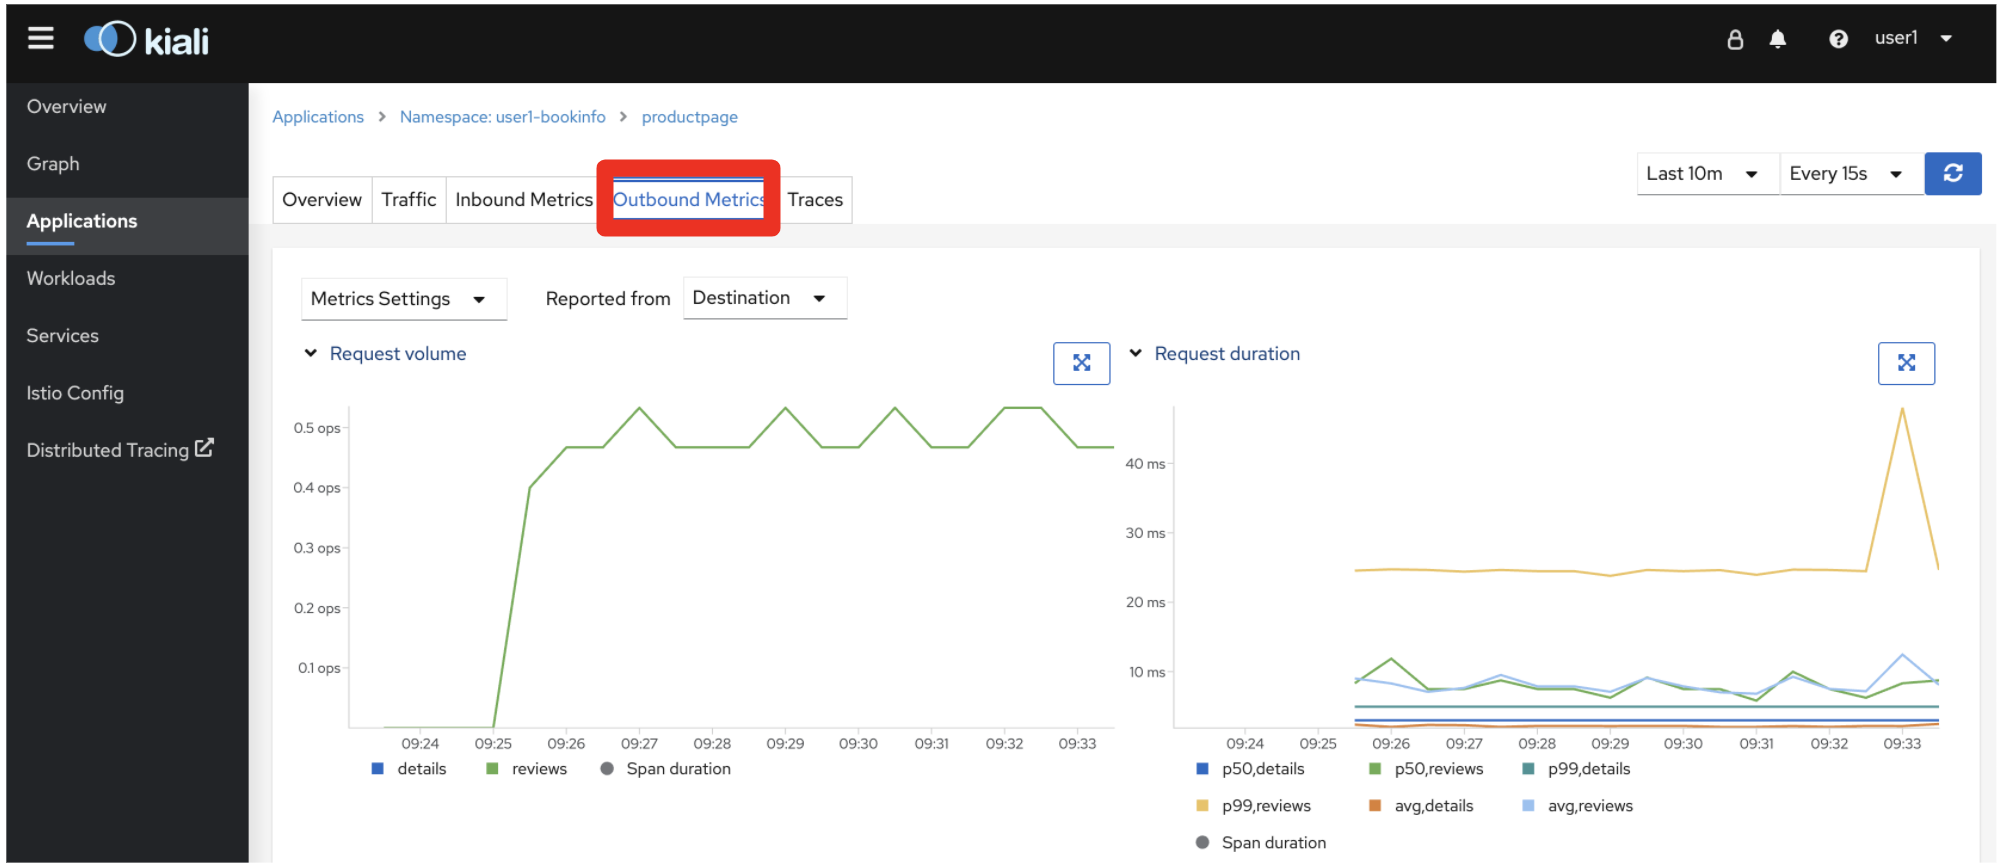 kiali
user1
Overview
Graph
Applications
Workloads
Services
Istio Config
Distributed Tracing
Applications > Namespace: user1-bookinfo > productpage
Overview Traffic Inbound Metrics Outbound Metrics Traces
Last 10m Every 15s
Metrics Settings Reported from Destination
Request volume
0.5 ops
0.4 ops
0.3 ops
0.2 ops
0.1 ops
09:24 09:25 09:26 09:27 09:28 09:29 09:30 09:31 09:32 09:33
details reviews Span duration
Request duration
40 ms
30 ms
20 ms
10 ms
09:24 09:25 09:26 09:27 09:28 09:29 09:30 09:31 09:32 09:33
p50,details p50,reviews p99,details
p99,reviews avg,details avg,reviews
Span duration